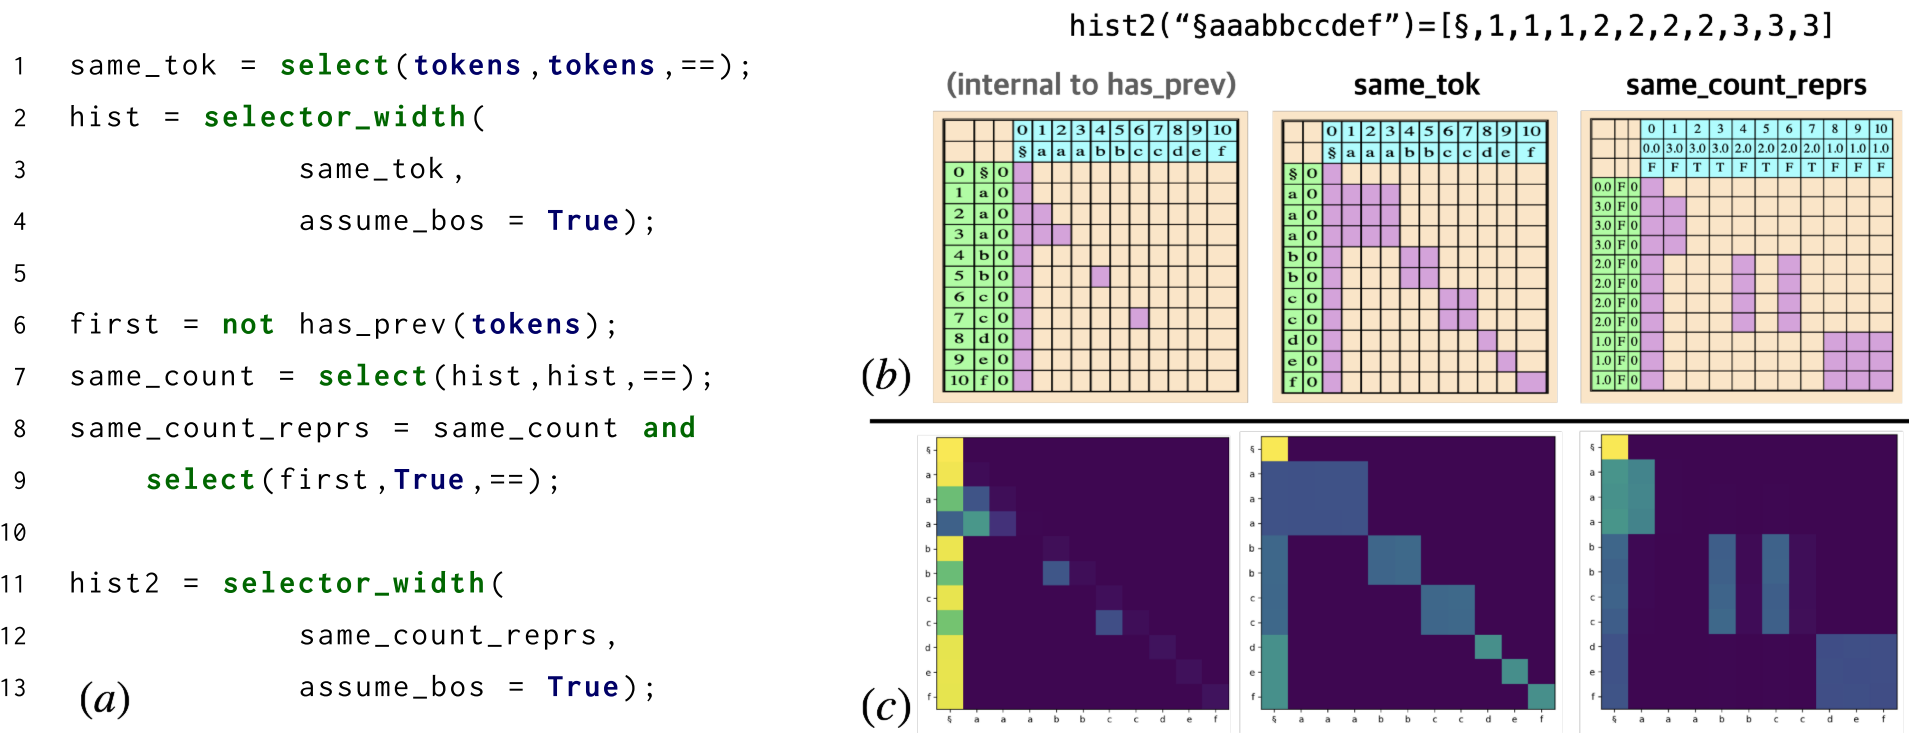 1 same_tok = select(tokens,tokens,==);
2 hist = selector_width(
3 same_tok,
4 assume_bos = True);
5
6 first = not has_prev(tokens);
7 same_count = select(hist,hist,==);
8 same_count_reprs = same_count and
9 select(first,True,==);
10
11 hist2 = selector_width(
12 same_count_reprs,
13 assume_bos = True);
(a)
hist2("§aaabbccdef")=[§,1,1,1,2,2,2,2,3,3,3]
(internal to has_prev)
0 1 2 3 4 5 6 7 8 9 10
§ a a a b b c c d e f
0 § 0
1 a 0
2 a 0
3 a 0
4 b 0
5 b 0
6 c 0
7 c 0
8 d 0
9 e 0
10 f 0
same_tok
0 1 2 3 4 5 6 7 8 9 10
§ a a a b b c c d e f
§ 0
a 0
a 0
a 0
b 0
b 0
c 0
c 0
d 0
e 0
f 0
same_count_reprs
0 1 2 3 4 5 6 7 8 9 10
0.0 3.0 3.0 3.0 2.0 2.0 2.0 2.0 1.0 1.0 1.0
F F T T F T F T F F F
0.0 F 0
3.0 F 0
3.0 F 0
3.0 F 0
2.0 F 0
2.0 F 0
2.0 F 0
2.0 F 0
1.0 F 0
1.0 F 0
1.0 F 0
(b)
§
a
a
a
b
b
c
c
d
e
f
§ a a a b b c c d e f
§
a
a
a
b
b
c
c
d
e
f
§ a a a b b c c d e f
§
a
a
a
b
b
c
c
d
e
f
§ a a a b b c c d e f
(c)